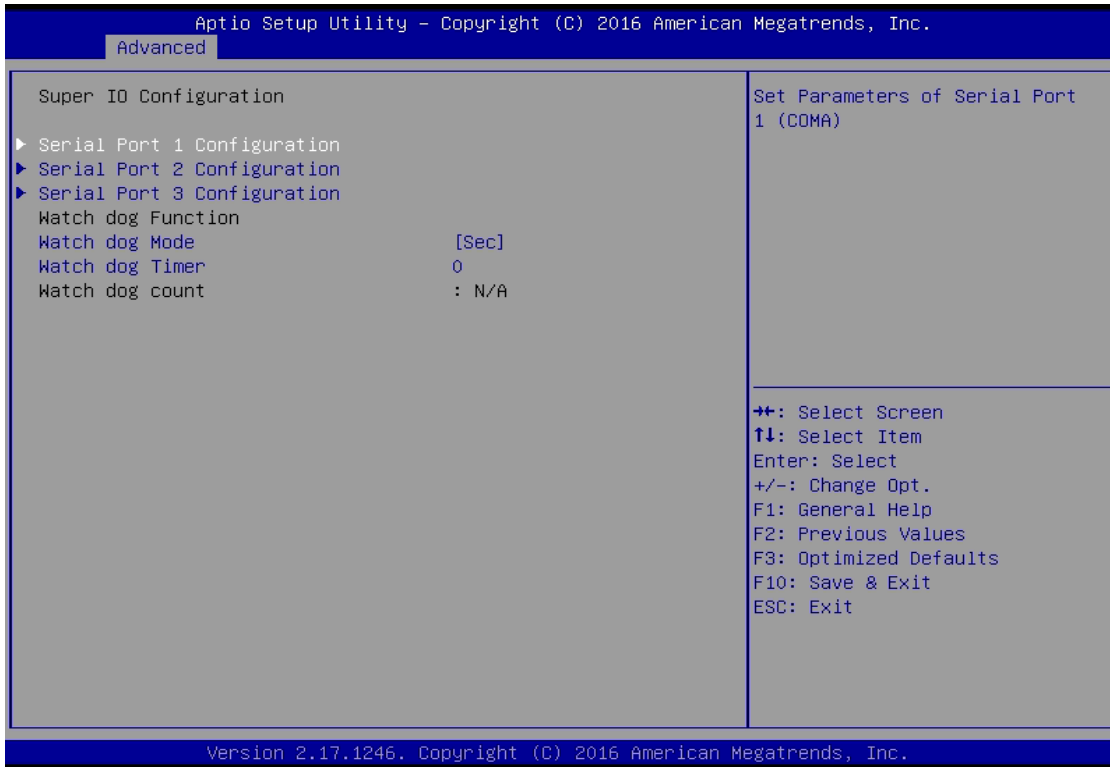 Aptio Setup Utility – Copyright (C) 2016 American Megatrends, Inc.
Advanced
Super IO Configuration
Serial Port 1 Configuration
Serial Port 2 Configuration
Serial Port 3 Configuration
Watch dog Function
Watch dog Mode [Sec]
Watch dog Timer 0
Watch dog count : N/A
Set Parameters of Serial Port
1 (COMA)
→←: Select Screen
↑↓: Select Item
Enter: Select
+/-: Change Opt.
F1: General Help
F2: Previous Values
F3: Optimized Defaults
F10: Save & Exit
ESC: Exit
Version 2.17.1246. Copyright (C) 2016 American Megatrends, Inc.